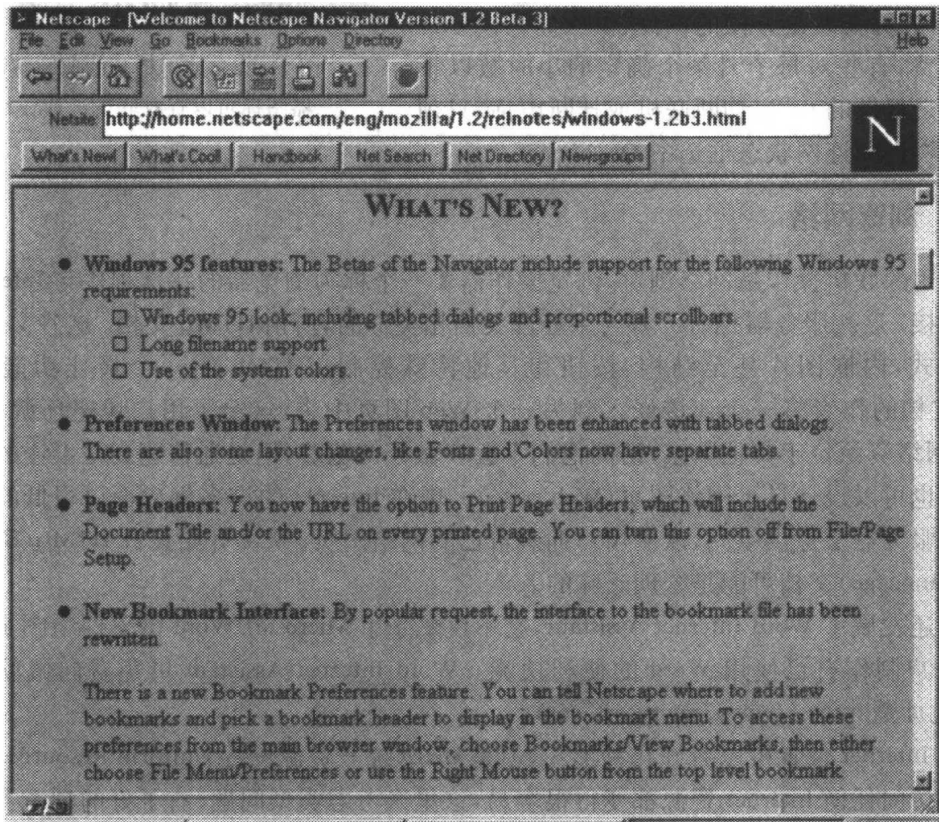 Netscape - [Welcome to Netscape Navigator Version 1.2 Beta 3]
File Edit View Go Bookmarks Options Directory Help
Netsite: http://home.netscape.com/eng/mozilla/1.2/relnotes/windows-1.2b3.html
N
What's New! What's Cool! Handbook Net Search Net Directory Newsgroups
WHAT'S NEW?
Windows 95 features: The Betas of the Navigator include support for the following Windows 95
requirements:
Windows 95 look, including tabbed dialogs and proportional scrollbars.
Long filename support.
Use of the system colors.
Preferences Window: The Preferences window has been enhanced with tabbed dialogs.
There are also some layout changes, like Fonts and Colors now have separate tabs.
Page Headers: You now have the option to Print Page Headers, which will include the
Document Title and/or the URL on every printed page. You can turn this option off from File/Page
Setup.
New Bookmark Interface: By popular request, the interface to the bookmark file has been
rewritten.
There is a new Bookmark Preferences feature. You can tell Netscape where to add new
bookmarks and pick a bookmark header to display in the bookmark menu. To access these
preferences from the main browser window, choose Bookmarks/View Bookmarks, then either
choose File Menu/Preferences or use the Right Mouse button from the top level bookmark